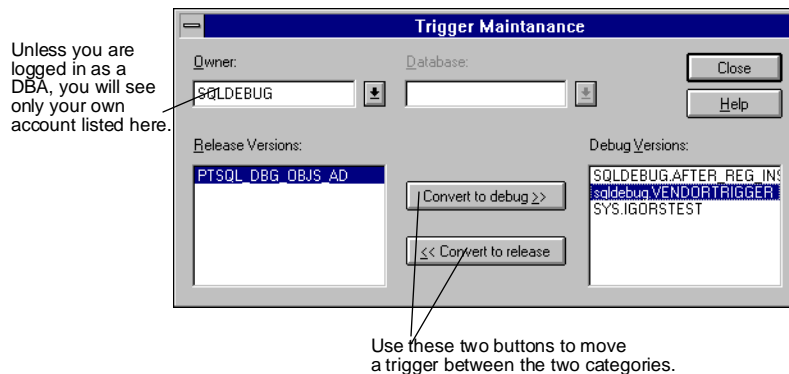 Trigger Maintanance
Unless you are
logged in as a
DBA, you will see
only your own
account listed here.
Owner:
Database:
SQLDEBUG
Close
Help
Release Versions:
Debug Versions:
PTSQL_DBG_OBJS_AD
Convert to debug >>
<< Convert to release
SQLDEBUG.AFTER_REG_INS
sqldebug.VENDORTRIGGER
SYS.IGORSTEST
Use these two buttons to move
a trigger between the two categories.